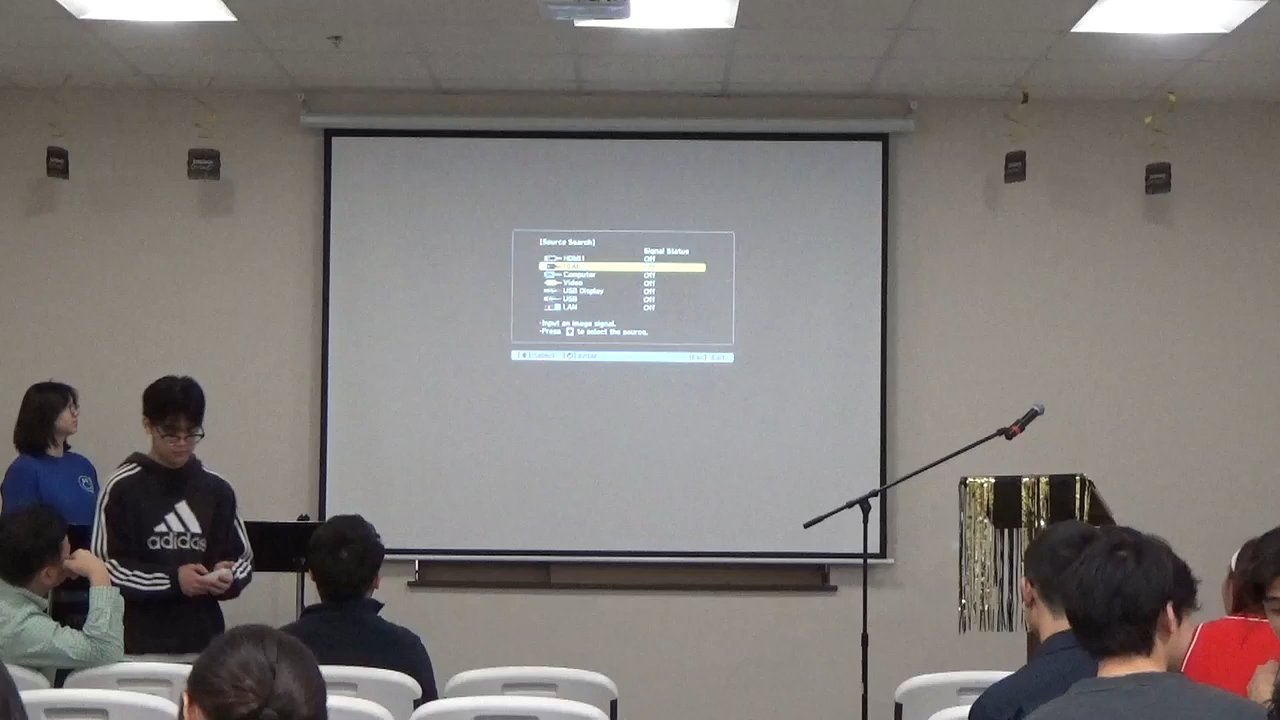 [Source Search]
Signal Status
HDMI1 Off
Computer Off
Video Off
USB Display Off
USB Off
LAN Off
-Input an image signal.
-Press to select the source.
adidas